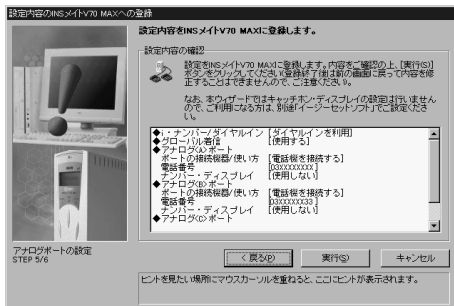 設定内容のINSメイトV70 MAXへの登録
設定内容をINSメイトV70 MAXに登録します。
設定内容の確認
設定をINSメイトV70 MAXに登録します。内容をご確認の上、[実行(S)]
ボタンをクリックしてください(登録終了後は前の画面に戻って内容を修
正することはできませんので、ご注意ください)。
なお、本ウィザードではキャッチホン・ディスプレイの設定は行いません
ので、ご利用になる方は、別途「イージーセットソフト」でご設定くださ
い。
◆i・ナンバー/ダイヤルイン [ダイヤルインを利用]
◆グローバル着信 [使用する]
◆アナログ(A)ポート
ポートの接続機器/使い方 [電話機を接続する]
電話番号 [03XXXXXXXX]
ナンバー・ディスプレイ [使用しない]
◆アナログ(B)ポート
ポートの接続機器/使い方 [電話機を接続する]
電話番号 [03XXXXXX33]
ナンバー・ディスプレイ [使用しない]
◆アナログ(C)ポート
アナログポートの設定
STEP 5/6
< 戻る(P)
実行(S)
キャンセル
ヒントを見たい場所にマウスカーソルを重ねると、ここにヒントが表示されます。